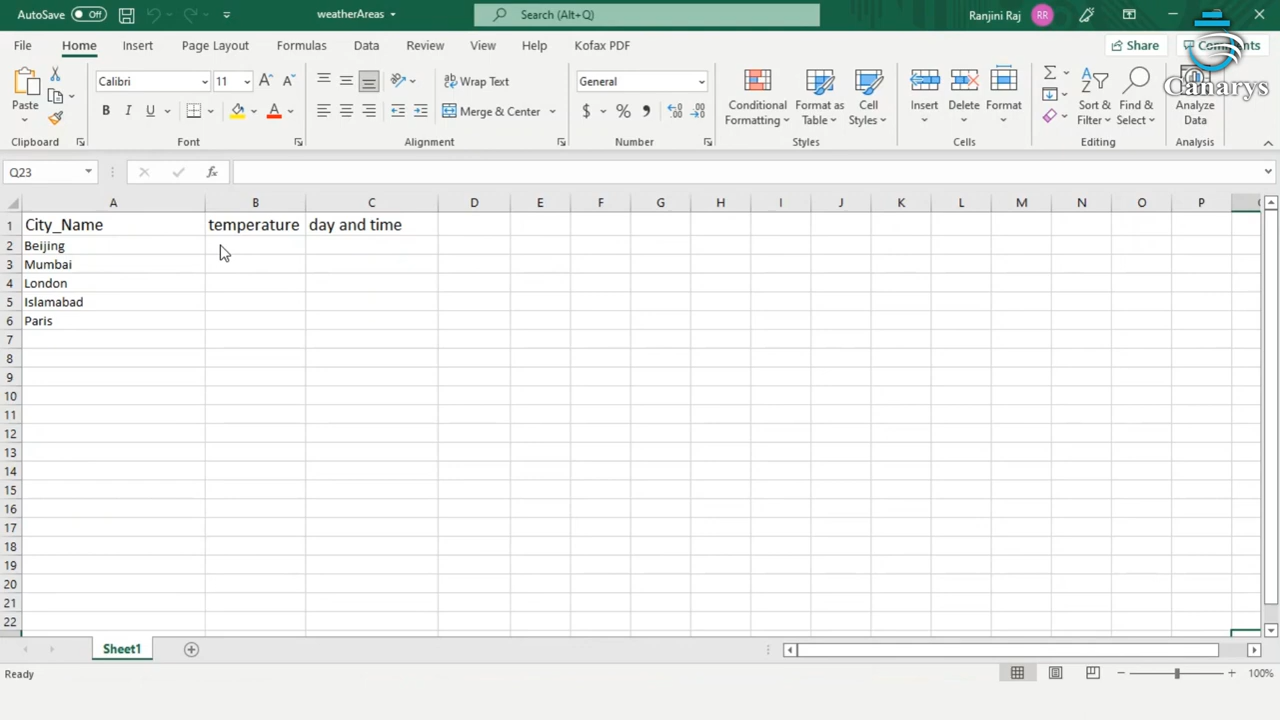 AutoSave Off weatherAreas Search (Alt+Q) Ranjini Raj RR
File Home Insert Page Layout Formulas Data Review View Help Kofax PDF Share Comments
Canarys
Paste Calibri 11 A A Wrap Text General Conditional Formatting Format as Table Cell Styles Insert Delete Format Sort & Filter Find & Select Analyze Data
B I U A Merge & Center $ % ,
Clipboard Font Alignment Number Styles Cells Editing Analysis
Q23 fx
A B C D E F G H I J K L M N O P
1 City_Name temperature day and time
2 Beijing
3 Mumbai
4 London
5 Islamabad
6 Paris
7
8
9
10
11
12
13
14
15
16
17
18
19
20
21
22
Sheet1
Ready 100%